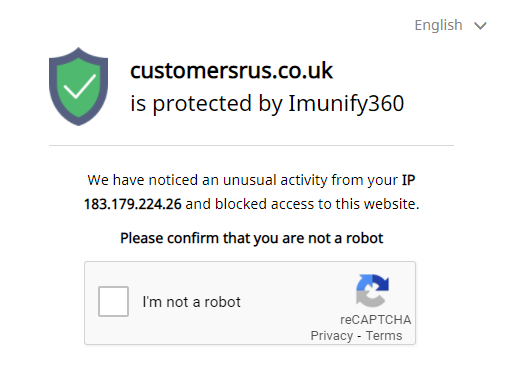 English
customersrus.co.uk
is protected by Imunify360
We have noticed an unusual activity from your IP
183.179.224.26 and blocked access to this website.
Please confirm that you are not a robot
I'm not a robot
reCAPTCHA
Privacy - Terms